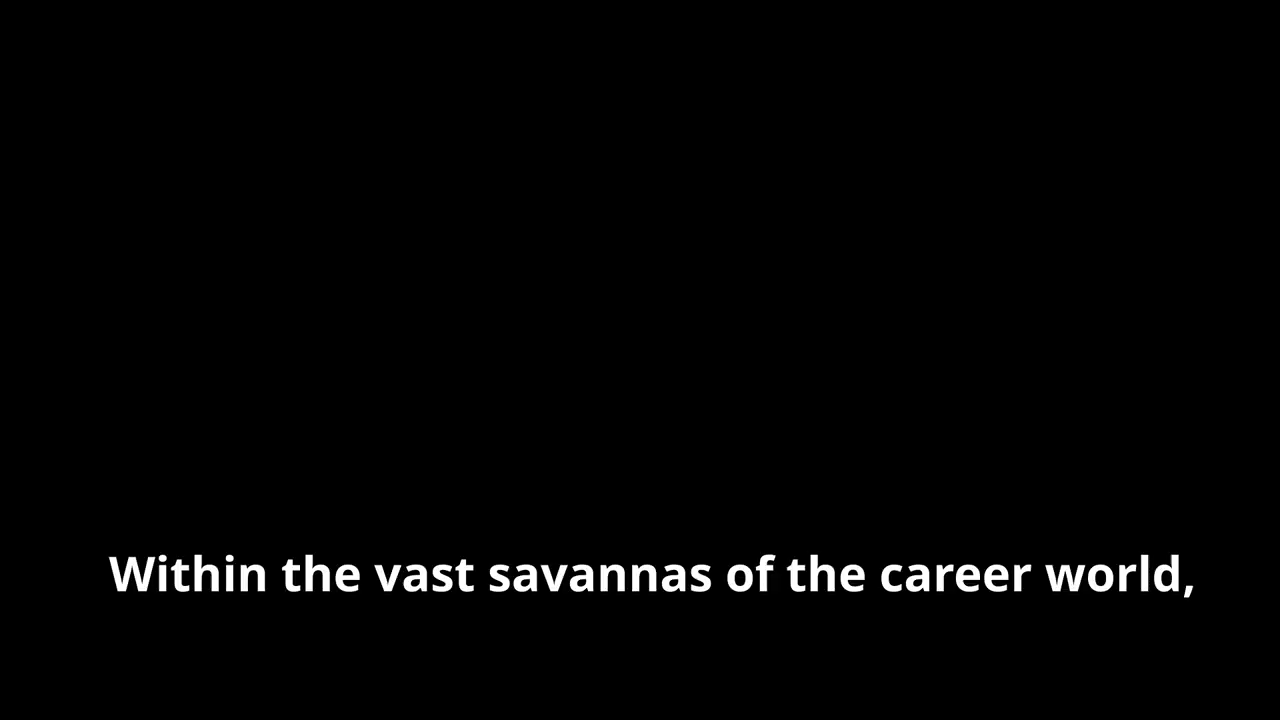 Within the vast savannas of the career world,